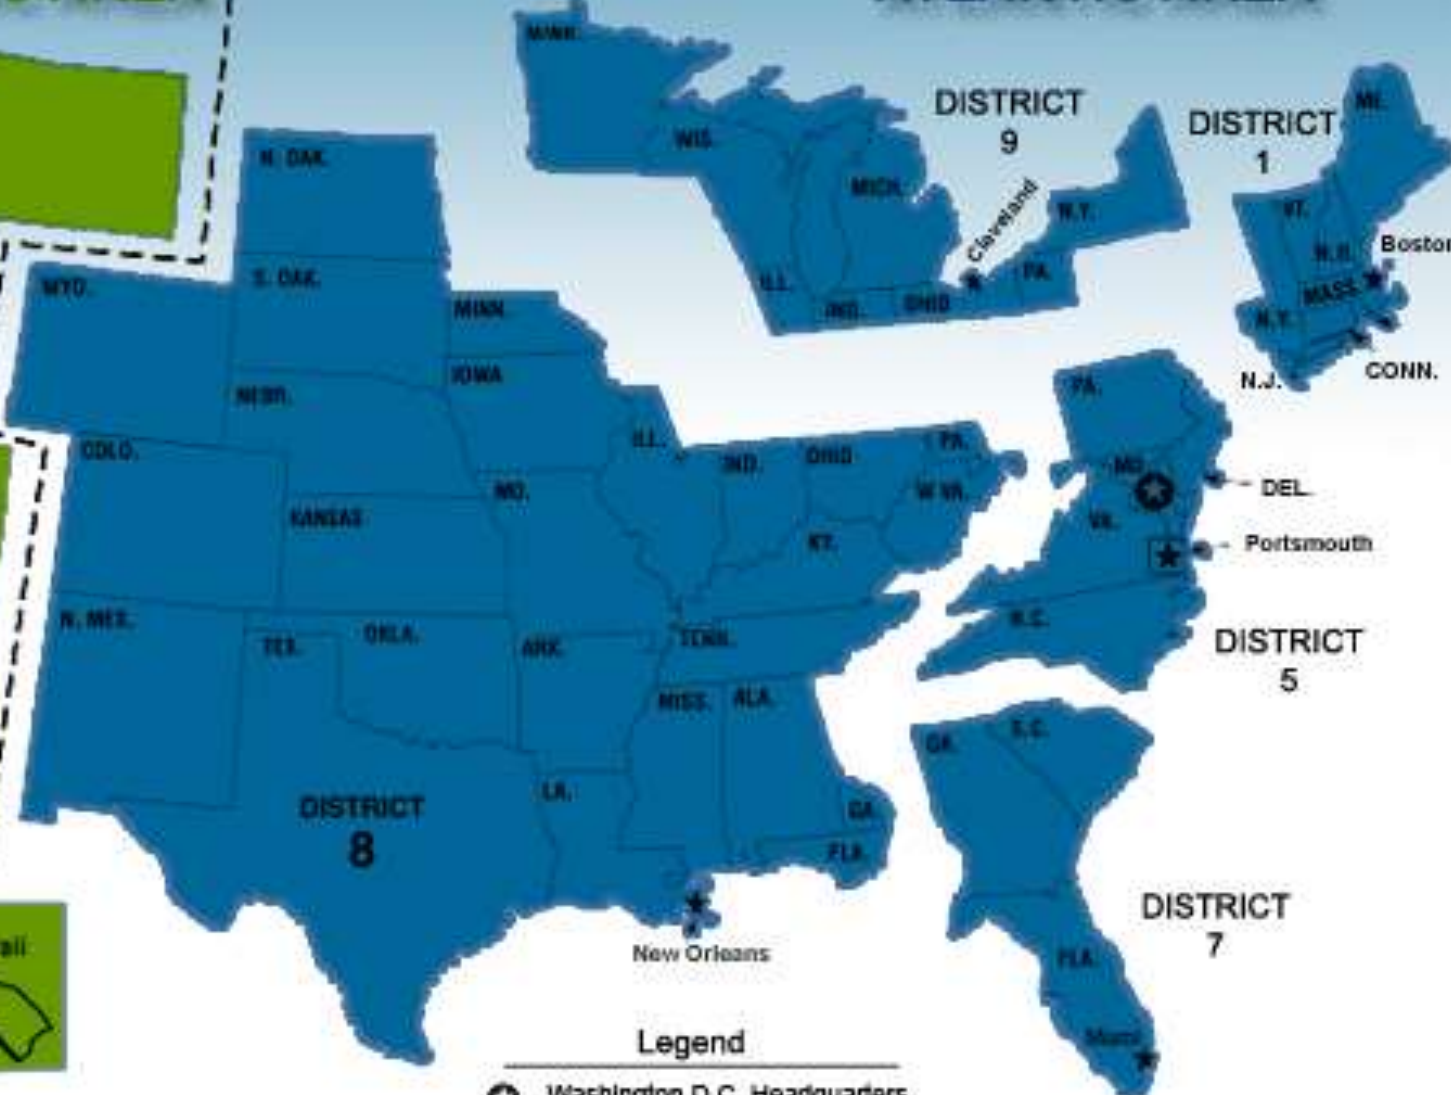 MINN.
DISTRICT
9
DISTRICT
1
ME.
N. DAK.
WIS.
MICH.
Cleveland
N.Y.
VT.
N.H.
Boston
WYO.
S. DAK.
MINN.
ILL.
IND.
OHIO
PA.
MASS.
N.Y.
CONN.
N.J.
NEBR.
IOWA
PA.
COLO.
ILL.
IND.
OHIO
PA.
MD.
DEL.
KANSAS
MO.
W VA.
KY.
VA.
Portsmouth
N. MEX.
TEX.
OKLA.
ARK.
TENN.
N.C.
DISTRICT
5
MISS.
ALA.
GA.
S.C.
DISTRICT
8
LA.
GA.
FLA.
DISTRICT
7
New Orleans
FLA.
Miami
Legend
Washington D.C. Headquarters